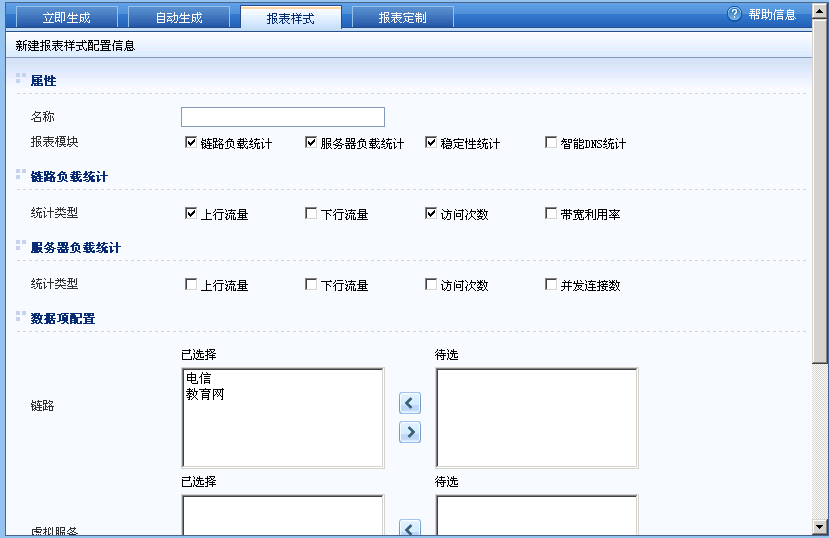 立即生成 自动生成 报表样式 报表定制 帮助信息
新建报表样式配置信息
属性
名称
报表模块 链路负载统计 服务器负载统计 稳定性统计 智能DNS统计
链路负载统计
统计类型 上行流量 下行流量 访问次数 带宽利用率
服务器负载统计
统计类型 上行流量 下行流量 访问次数 并发连接数
数据项配置
已选择 待选
电信
教育网
链路
已选择 待选
虚拟服务